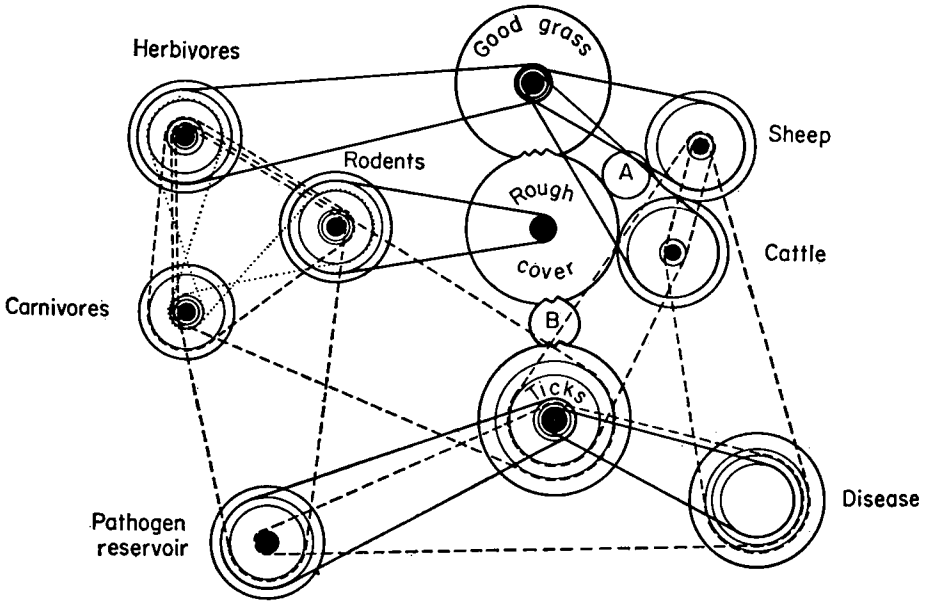 Good grass
Herbivores
Sheep
Rodents
A
Rough
cover
Cattle
Carnivores
B
Ticks
Disease
Pathogen
reservoir